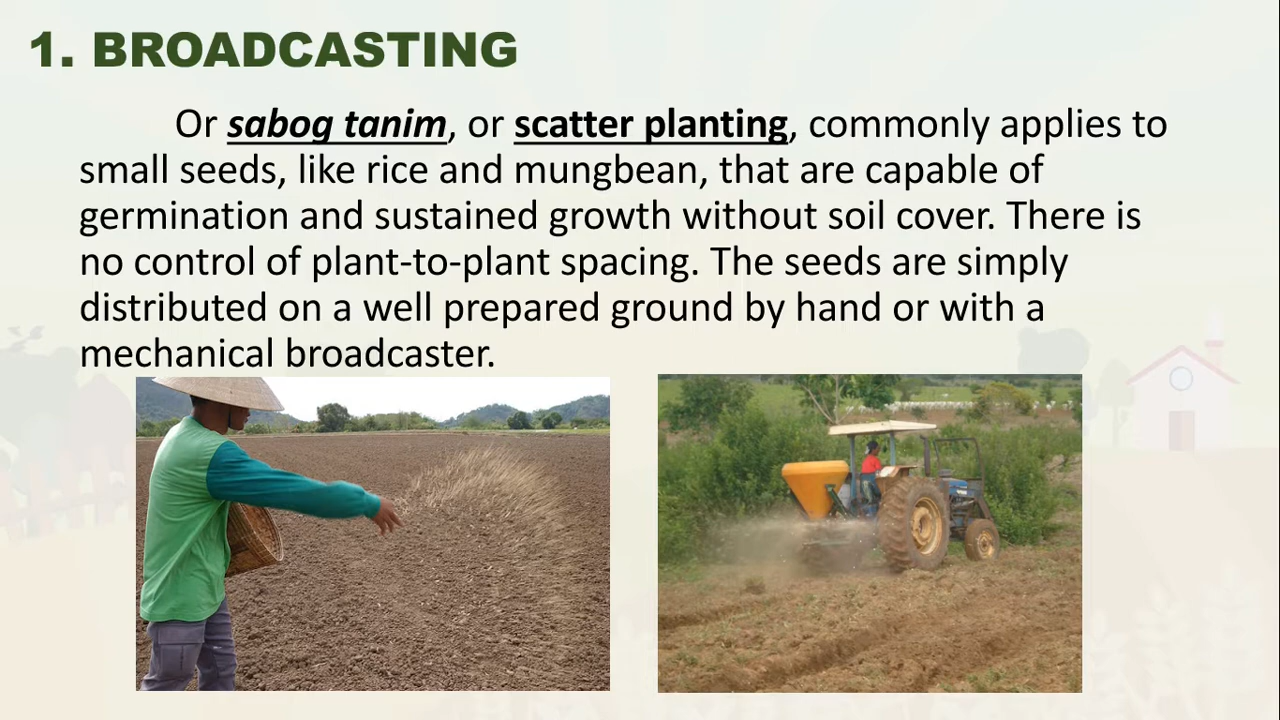 1. BROADCASTING
Or sabog tanim, or scatter planting, commonly applies to
small seeds, like rice and mungbean, that are capable of
germination and sustained growth without soil cover. There is
no control of plant-to-plant spacing. The seeds are simply
distributed on a well prepared ground by hand or with a
mechanical broadcaster.